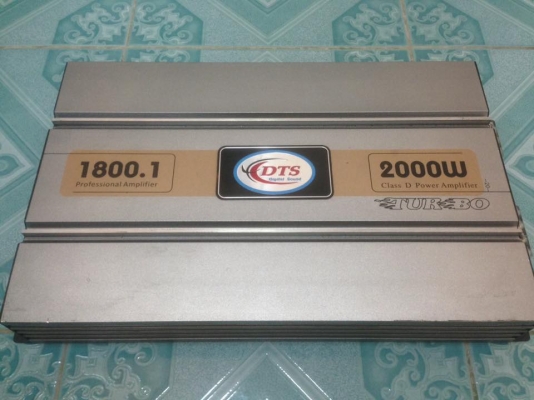 1800.1
Professional Amplifier
DTS
Digital Sound
2000W
Class D Power Amplifier
TURBO